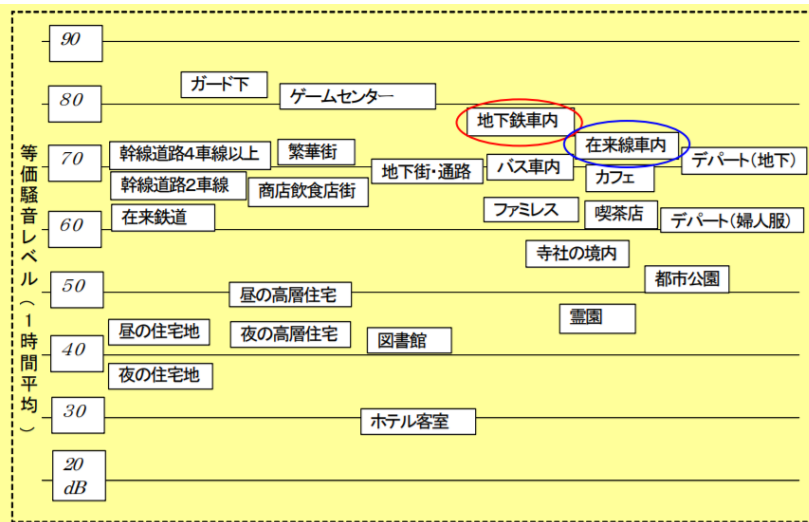 90
ガード下
80
ゲームセンター
地下鉄車内
在来線車内
70
幹線道路4車線以上
繁華街
地下街・通路
バス車内
デパート(地下)
幹線道路2車線
商店飲食店街
カフェ
60
在来鉄道
ファミレス
喫茶店
デパート(婦人服)
寺社の境内
都市公園
50
昼の高層住宅
霊園
40
昼の住宅地
夜の高層住宅
図書館
夜の住宅地
30
ホテル客室
20
dB
等価騒音レベル(1時間平均)